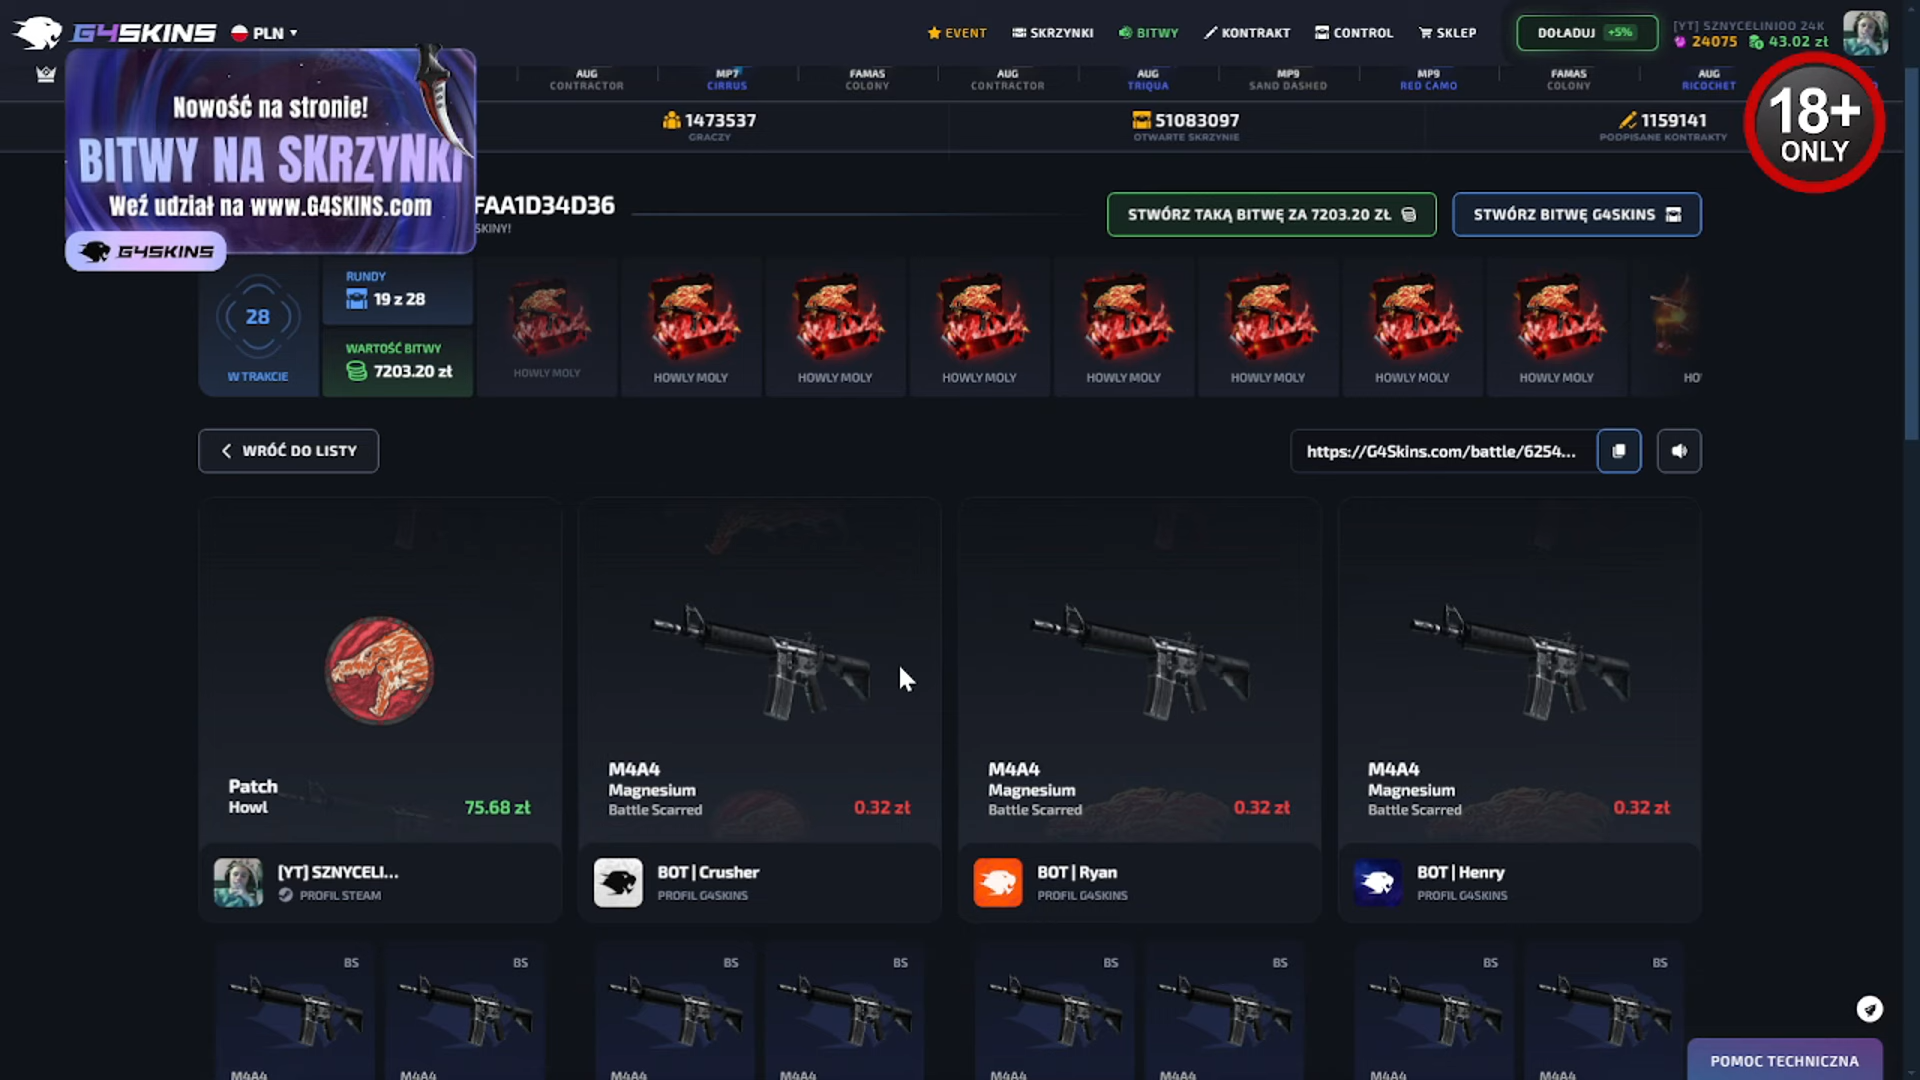 G4SKINS
PLN
EVENT
SKRZYNKI
BITWY
KONTRAKT
CONTROL
SKLEP
DOŁADUJ +5%
[YT] SZNYCELINIOO 24K
24075 43.02 zł
AUG
CONTRACTOR
MP7
CIRRUS
FAMAS
COLONY
AUG
CONTRACTOR
AUG
TRIQUA
MP9
SAND DASHED
MP9
RED CAMO
FAMAS
COLONY
AUG
RICOCHET
Nowość na stronie!
BITWY NA SKRZYNKI
Weź udział na www.G4SKINS.com
G4SKINS
1473537
GRACZY
51083097
OTWARTE SKRZYNIE
1159141
PODPISANE KONTRAKTY
18+
ONLY
FAA1D34D36
SKINY!
STWÓRZ TAKĄ BITWĘ ZA 7203.20 ZŁ
STWÓRZ BITWĘ G4SKINS
28
W TRAKCIE
RUNDY
19 z 28
WARTOŚĆ BITWY
7203.20 zł
HOWLY MOLY
HOWLY MOLY
HOWLY MOLY
HOWLY MOLY
HOWLY MOLY
HOWLY MOLY
HOWLY MOLY
HOWLY MOLY
HO
WRÓĆ DO LISTY
https://G4Skins.com/battle/6254...
Patch
Howl
75.68 zł
M4A4
Magnesium
Battle Scarred
0.32 zł
M4A4
Magnesium
Battle Scarred
0.32 zł
M4A4
Magnesium
Battle Scarred
0.32 zł
[YT] SZNYCELI...
PROFIL STEAM
BOT | Crusher
PROFIL G4SKINS
BOT | Ryan
PROFIL G4SKINS
BOT | Henry
PROFIL G4SKINS
BS
BS
BS
BS
BS
BS
BS
BS
M4A4
M4A4
M4A4
M4A4
M4A4
M4A4
M4A4
M4A4
POMOC TECHNICZNA